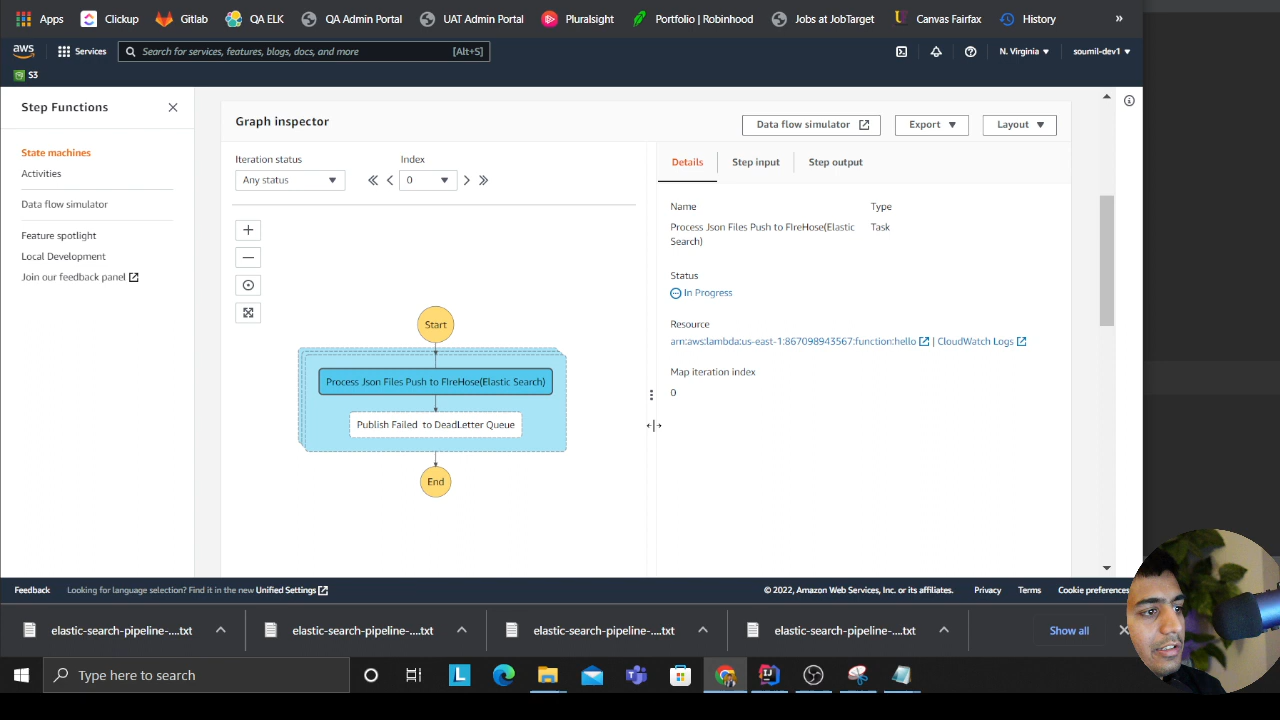 Apps
Clickup
Gitlab
QA ELK
QA Admin Portal
UAT Admin Portal
Pluralsight
Portfolio | Robinhood
Jobs at JobTarget
Canvas Fairfax
History
»
aws
Services
Search for services, features, blogs, docs, and more
[Alt+S]
N. Virginia
soumil-dev1
S3
Step Functions
State machines
Activities
Data flow simulator
Feature spotlight
Local Development
Join our feedback panel
Graph inspector
Data flow simulator
Export
Layout
Iteration status
Index
Any status
0
Start
Process Json Files Push to FIreHose(Elastic Search)
Publish Failed to DeadLetter Queue
End
Details
Step input
Step output
Name
Type
Process Json Files Push to FIreHose(Elastic
Search)
Task
Status
In Progress
Resource
arn:aws:lambda:us-east-1:867098943567:function:hello | CloudWatch Logs
Map iteration index
0
Feedback
Looking for language selection? Find it in the new Unified Settings
© 2022, Amazon Web Services, Inc. or its affiliates.
Privacy
Terms
Cookie preferences
elastic-search-pipeline-....txt
elastic-search-pipeline-....txt
elastic-search-pipeline-....txt
elastic-search-pipeline-....txt
Show all
Type here to search
L